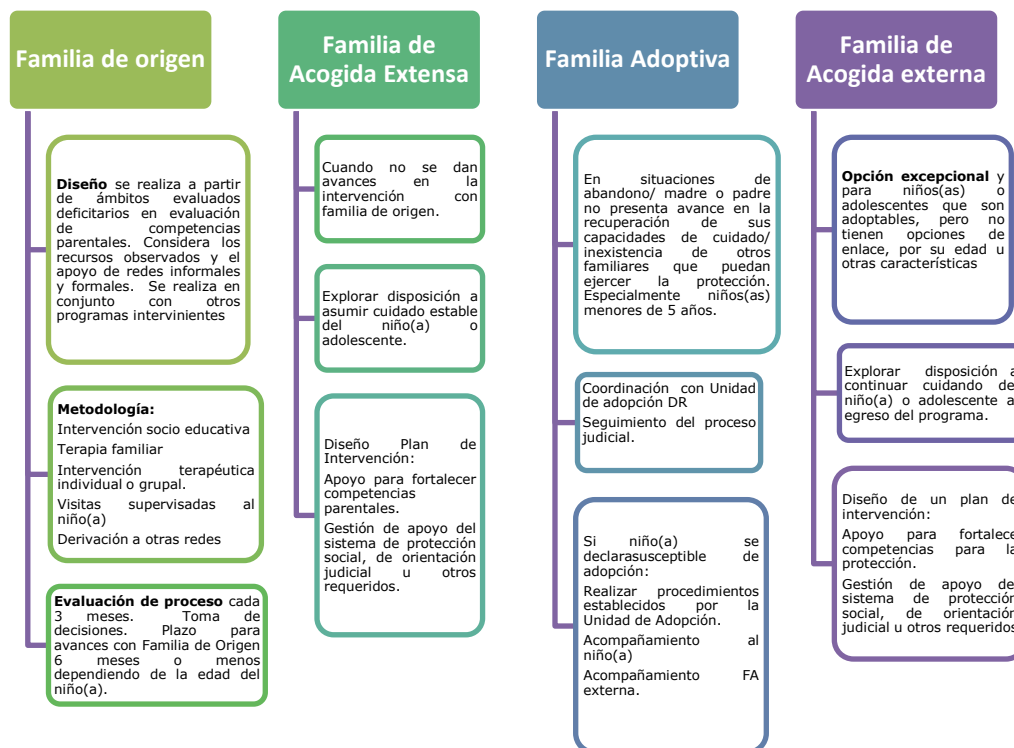 Familia de origen
Diseño se realiza a partir
de ámbitos evaluados
deficitarios en evaluación
de competencias
parentales. Considera los
recursos observados y el
apoyo de redes informales
y formales. Se realiza en
conjunto con otros
programas intervinientes
Metodología:
Intervención socio educativa
Terapia familiar
Intervención terapéutica
individual o grupal.
Visitas supervisadas al
niño(a)
Derivación a otras redes
Evaluación de proceso cada
3 meses. Toma de
decisiones. Plazo para
avances con Familia de Origen
6 meses o menos
dependiendo de la edad del
niño(a).
Familia de
Acogida Extensa
Cuando no se dan
avances en la
intervención con
familia de origen.
Explorar disposición a
asumir cuidado estable
del niño(a) o
adolescente.
Diseño Plan de
Intervención:
Apoyo para fortalecer
competencias
parentales.
Gestión de apoyo del
sistema de protección
social, de orientación
judicial u otros
requeridos.
Familia Adoptiva
En situaciones de
abandono/ madre o padre
no presenta avance en la
recuperación de sus
capacidades de cuidado/
inexistencia de otros
familiares que puedan
ejercer la protección.
Especialmente niños(as)
menores de 5 años.
Coordinación con Unidad
de adopción DR
Seguimiento del proceso
judicial.
Si niño(a) se
declarasusceptible de
adopción:
Realizar procedimientos
establecidos por la
Unidad de Adopción.
Acompañamiento al
niño(a)
Acompañamiento FA
externa.
Familia de
Acogida externa
Opción excepcional y
para niños(as) o
adolescentes que son
adoptables, pero no
tienen opciones de
enlace, por su edad u
otras características
Explorar disposición a
continuar cuidando de
niño(a) o adolescente a
egreso del programa.
Diseño de un plan de
intervención:
Apoyo para fortalece
competencias para la
protección.
Gestión de apoyo de
sistema de protección
social, de orientación
judicial u otros requeridos